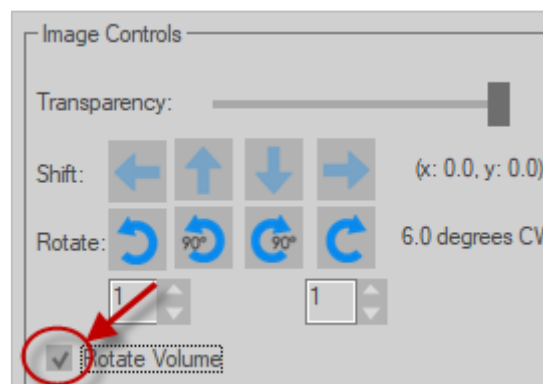 Image Controls
Transparency:
Shift: (x: 0.0, y: 0.0)
Rotate: 90° 90° 6.0 degrees CW
1 1
Rotate Volume